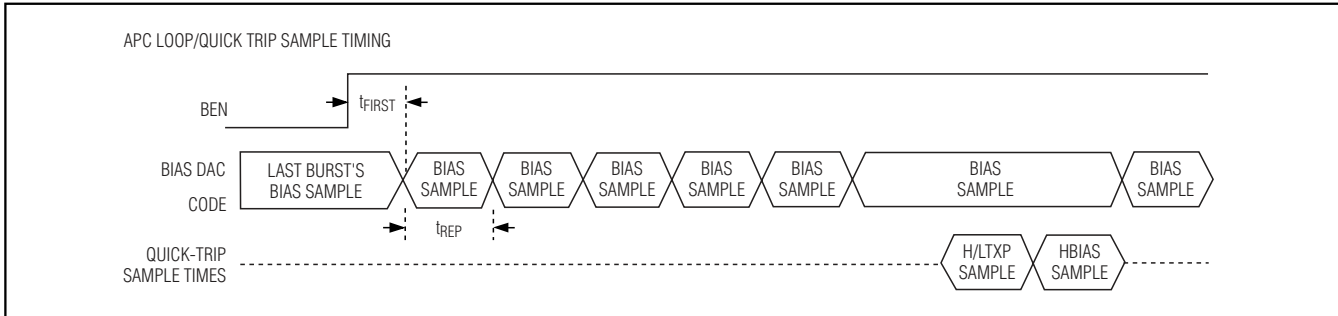 APC LOOP/QUICK TRIP SAMPLE TIMING
BEN
tFIRST
BIAS DAC
CODE
LAST BURST'S
BIAS SAMPLE
BIAS
SAMPLE
BIAS
SAMPLE
BIAS
SAMPLE
BIAS
SAMPLE
BIAS
SAMPLE
BIAS
SAMPLE
BIAS
SAMPLE
tREP
QUICK-TRIP
SAMPLE TIMES
H/LTXP
SAMPLE
HBIAS
SAMPLE